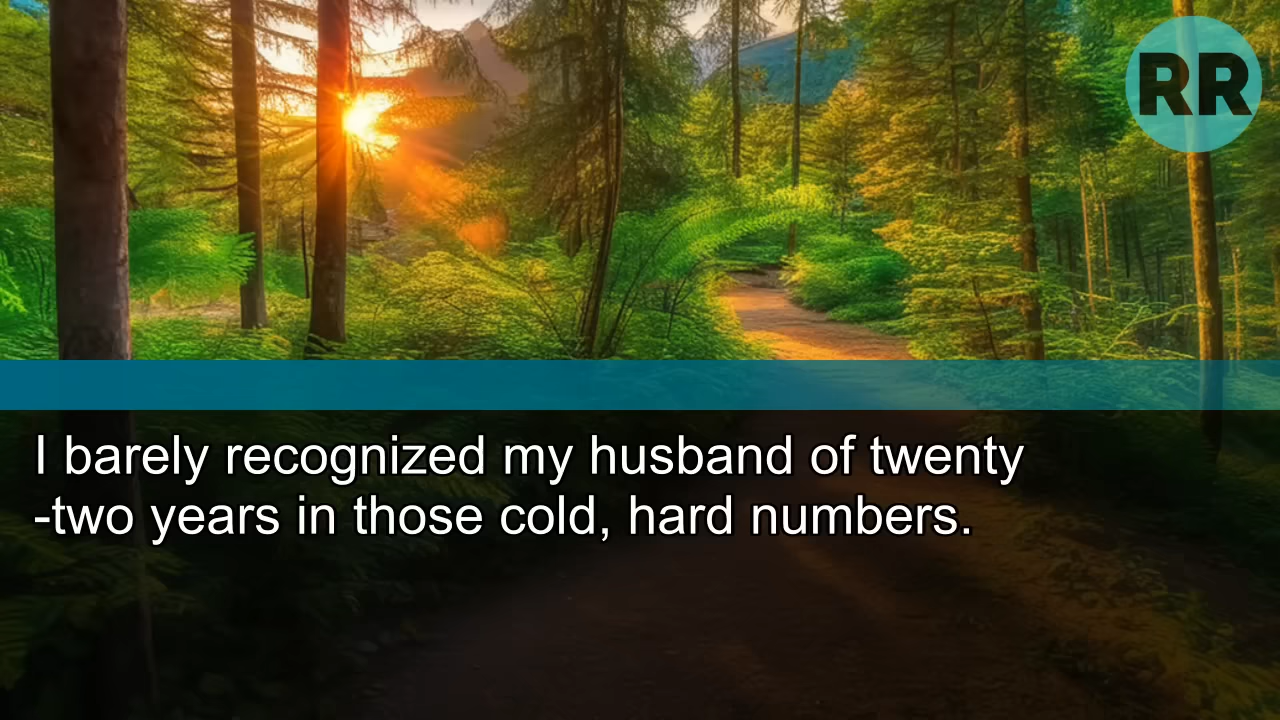 RR
I barely recognized my husband of twenty
-two years in those cold, hard numbers.